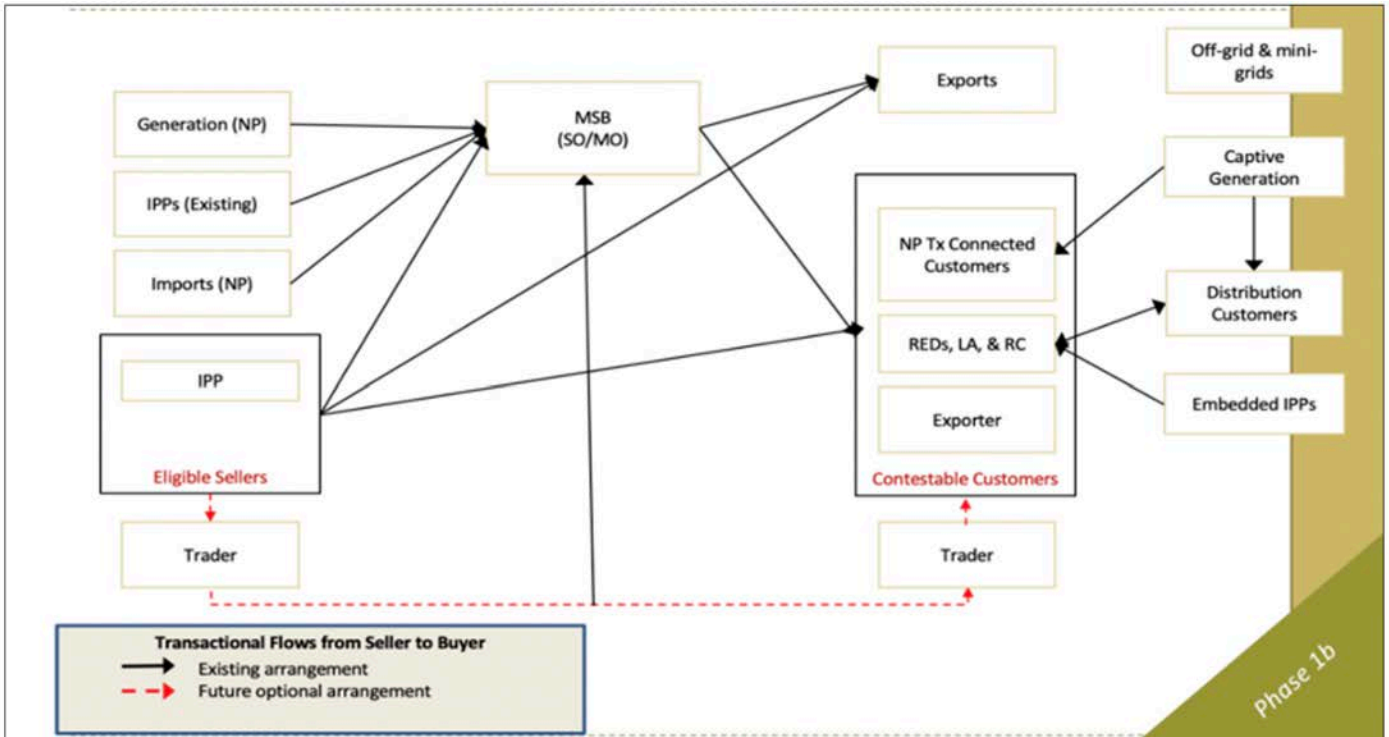 Off-grid & mini-
grids
Exports
MSB
(SO/MO)
Generation (NP)
Captive
Generation
IPPs (Existing)
NP Tx Connected
Customers
Imports (NP)
Distribution
Customers
REDs, LA, & RC
IPP
Embedded IPPs
Exporter
Eligible Sellers
Contestable Customers
Trader
Trader
Transactional Flows from Seller to Buyer
Existing arrangement
Future optional arrangement
Phase 1b